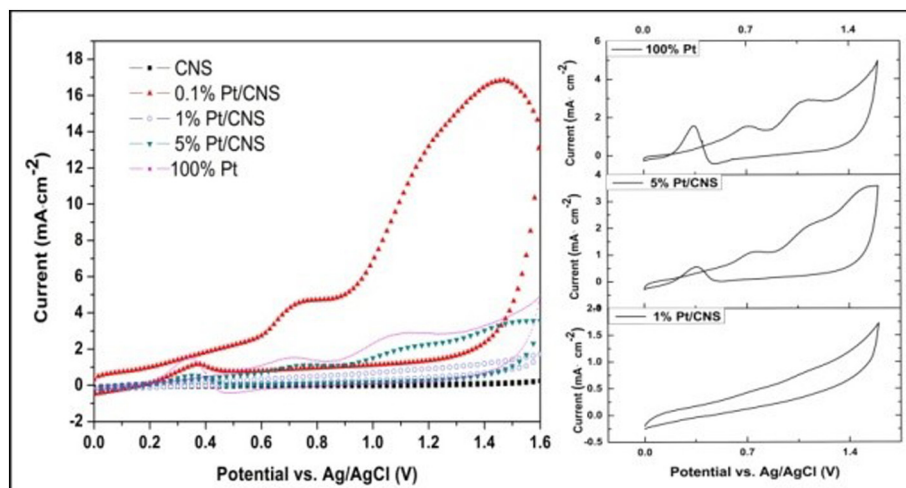 18
16
14
12
10
8
6
4
2
0
-2
Current (mA·cm⁻²)
CNS
0.1% Pt/CNS
1% Pt/CNS
5% Pt/CNS
100% Pt
0.0 0.2 0.4 0.6 0.8 1.0 1.2 1.4 1.6
Potential vs. Ag/AgCl (V)
0.0 0.7 1.4
6
4
2
0
Current (mA· cm⁻²)
100% Pt
4
3
2
1
0
Current (mA· cm⁻²)
5% Pt/CNS
1.5
1.0
0.5
0.0
-0.5
Current (mA· cm⁻²)
1% Pt/CNS
0.0 0.7 1.4
Potential vs. Ag/AgCl (V)